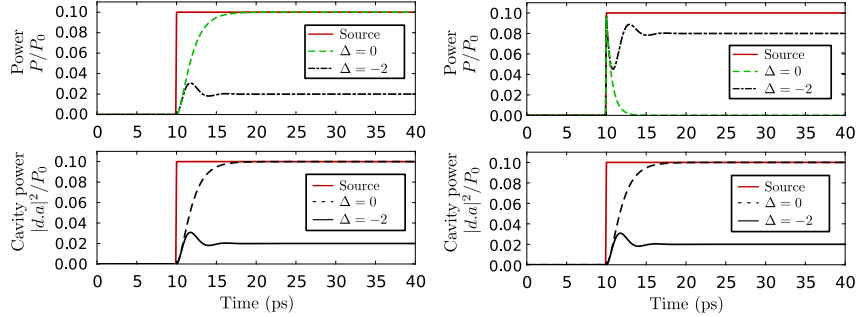 Power
P/P₀
0.10
0.08
0.06
0.04
0.02
0.00
Source
Δ = 0
Δ = −2
0 5 10 15 20 25 30 35 40
Cavity power
|d.a|²/P₀
0.10
0.08
0.06
0.04
0.02
0.00
Source
Δ = 0
Δ = −2
0 5 10 15 20 25 30 35 40
Time (ps)
Power
P/P₀
0.10
0.08
0.06
0.04
0.02
0.00
Source
Δ = 0
Δ = −2
0 5 10 15 20 25 30 35 40
Cavity power
|d.a|²/P₀
0.10
0.08
0.06
0.04
0.02
0.00
Source
Δ = 0
Δ = −2
0 5 10 15 20 25 30 35 40
Time (ps)